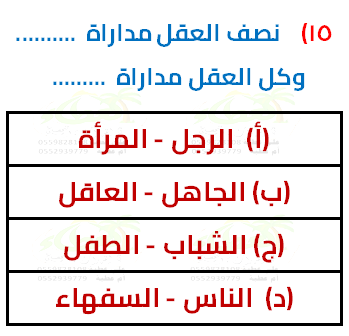 ١٥) نصف العقل مداراة ..........
وكل العقل مداراة .........
(أ) الرجل - المرأة
(ب) الجاهل - العاقل
(ج) الشباب - الطفل
(د) الناس - السفهاء